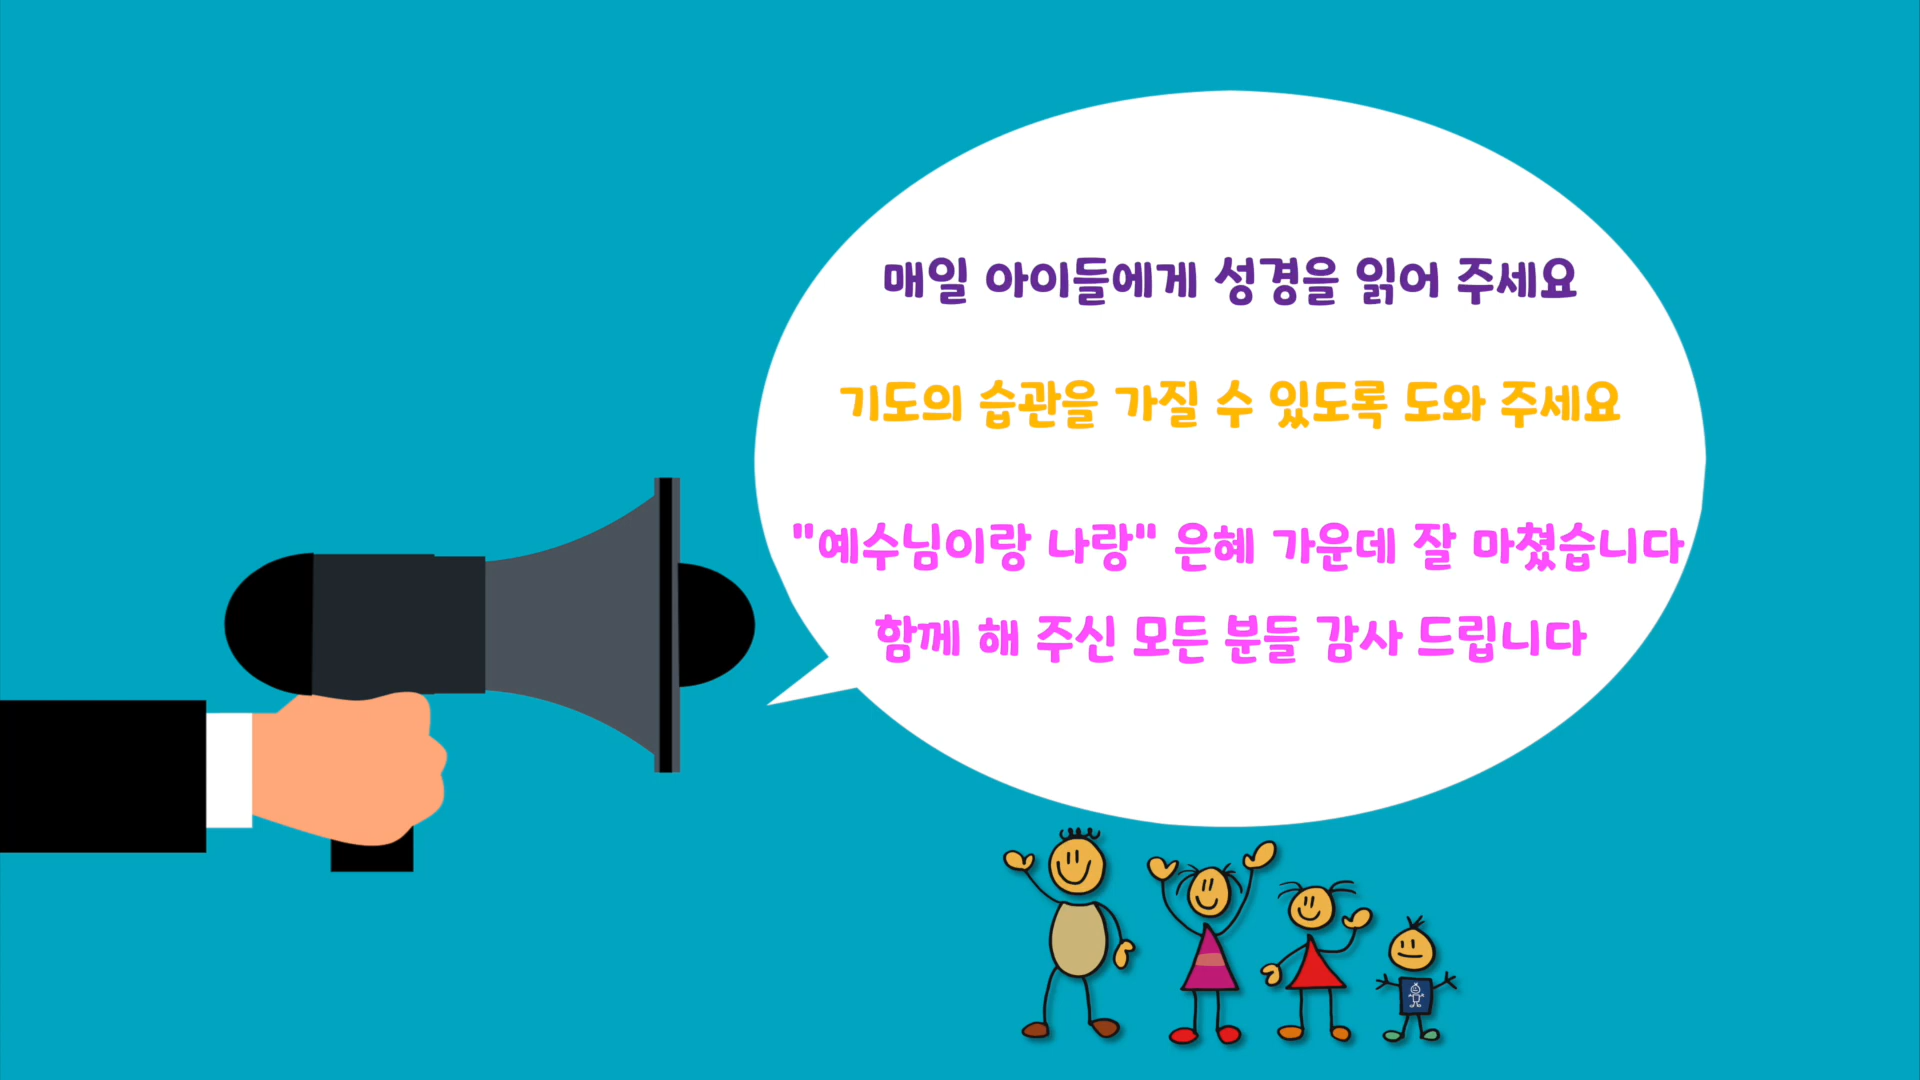 매일 아이들에게 성경을 읽어 주세요
기도의 습관을 가질 수 있도록 도와 주세요
"예수님이랑 나랑" 은혜 가운데 잘 마쳤습니다
함께 해 주신 모든 분들 감사 드립니다